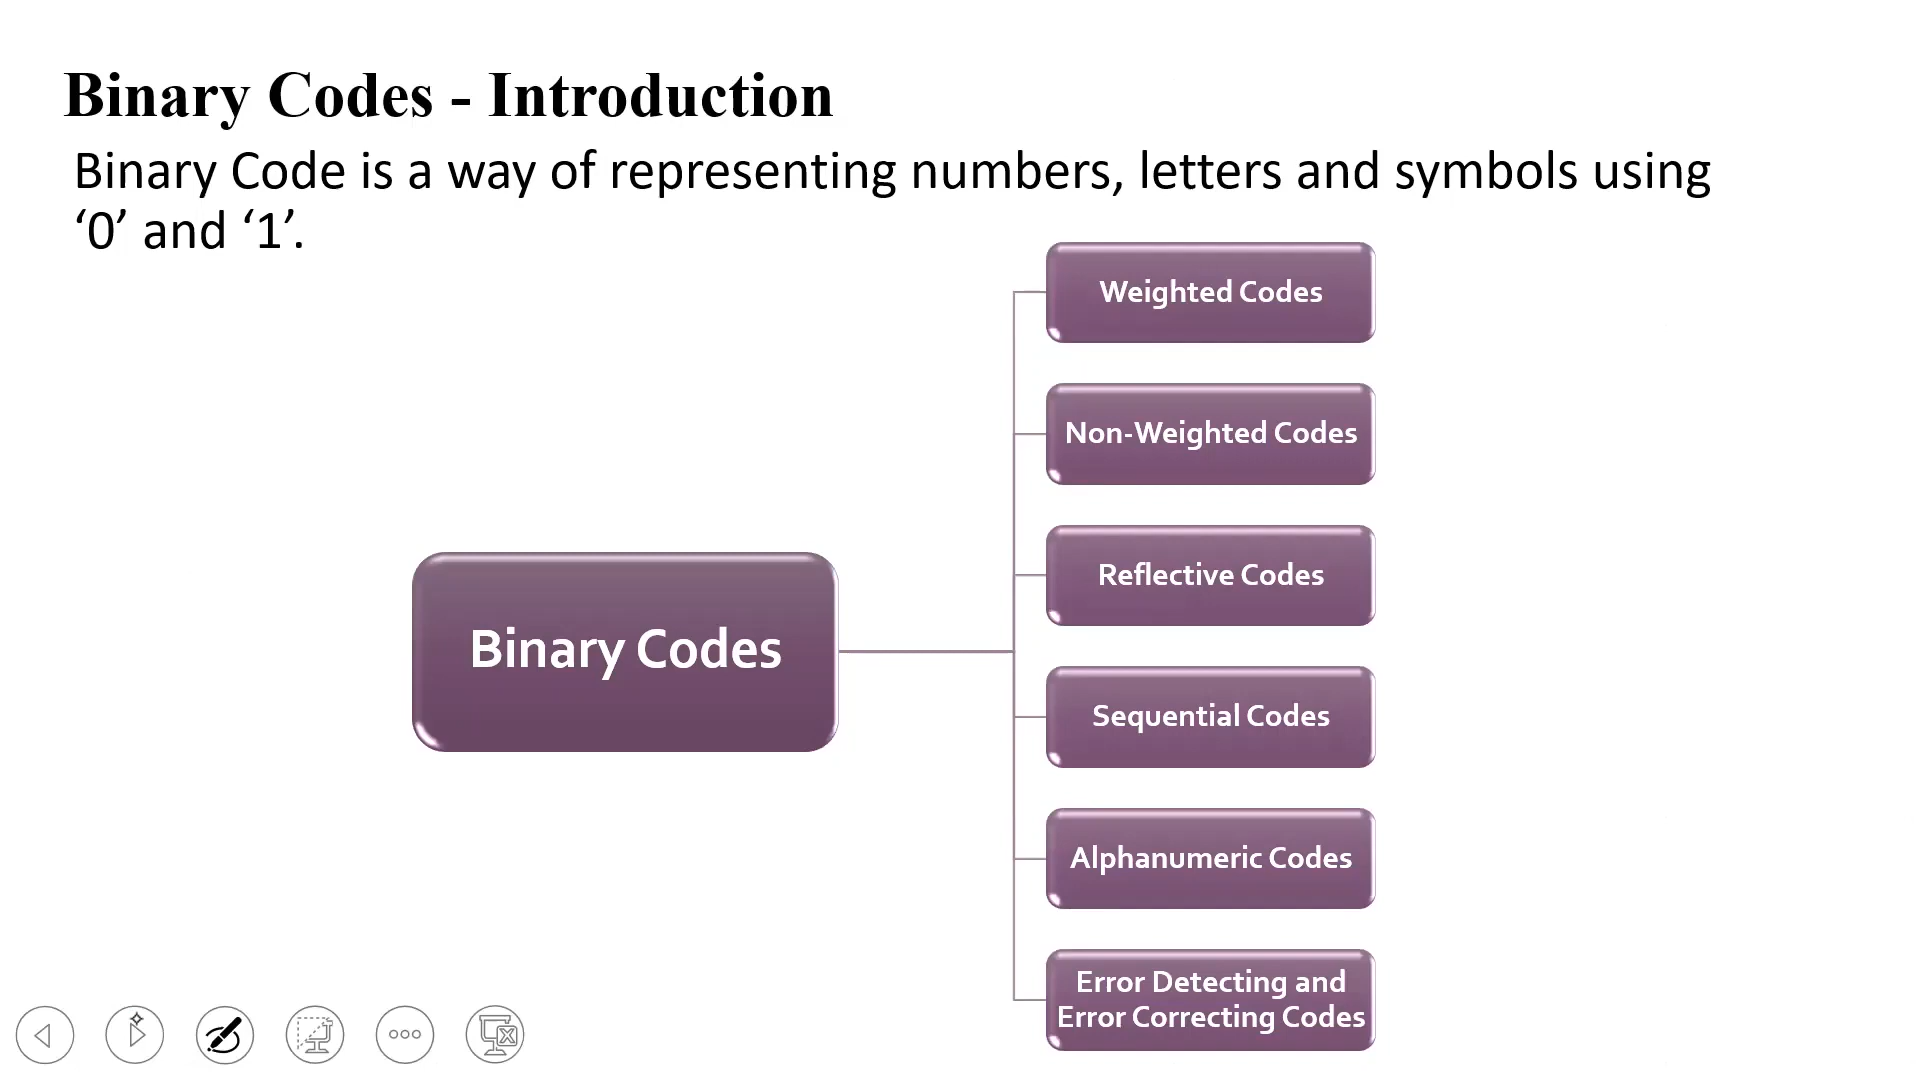 Binary Codes - Introduction
Binary Code is a way of representing numbers, letters and symbols using
‘0’ and ‘1’.
Weighted Codes
Non-Weighted Codes
Reflective Codes
Binary Codes
Sequential Codes
Alphanumeric Codes
Error Detecting and
Error Correcting Codes